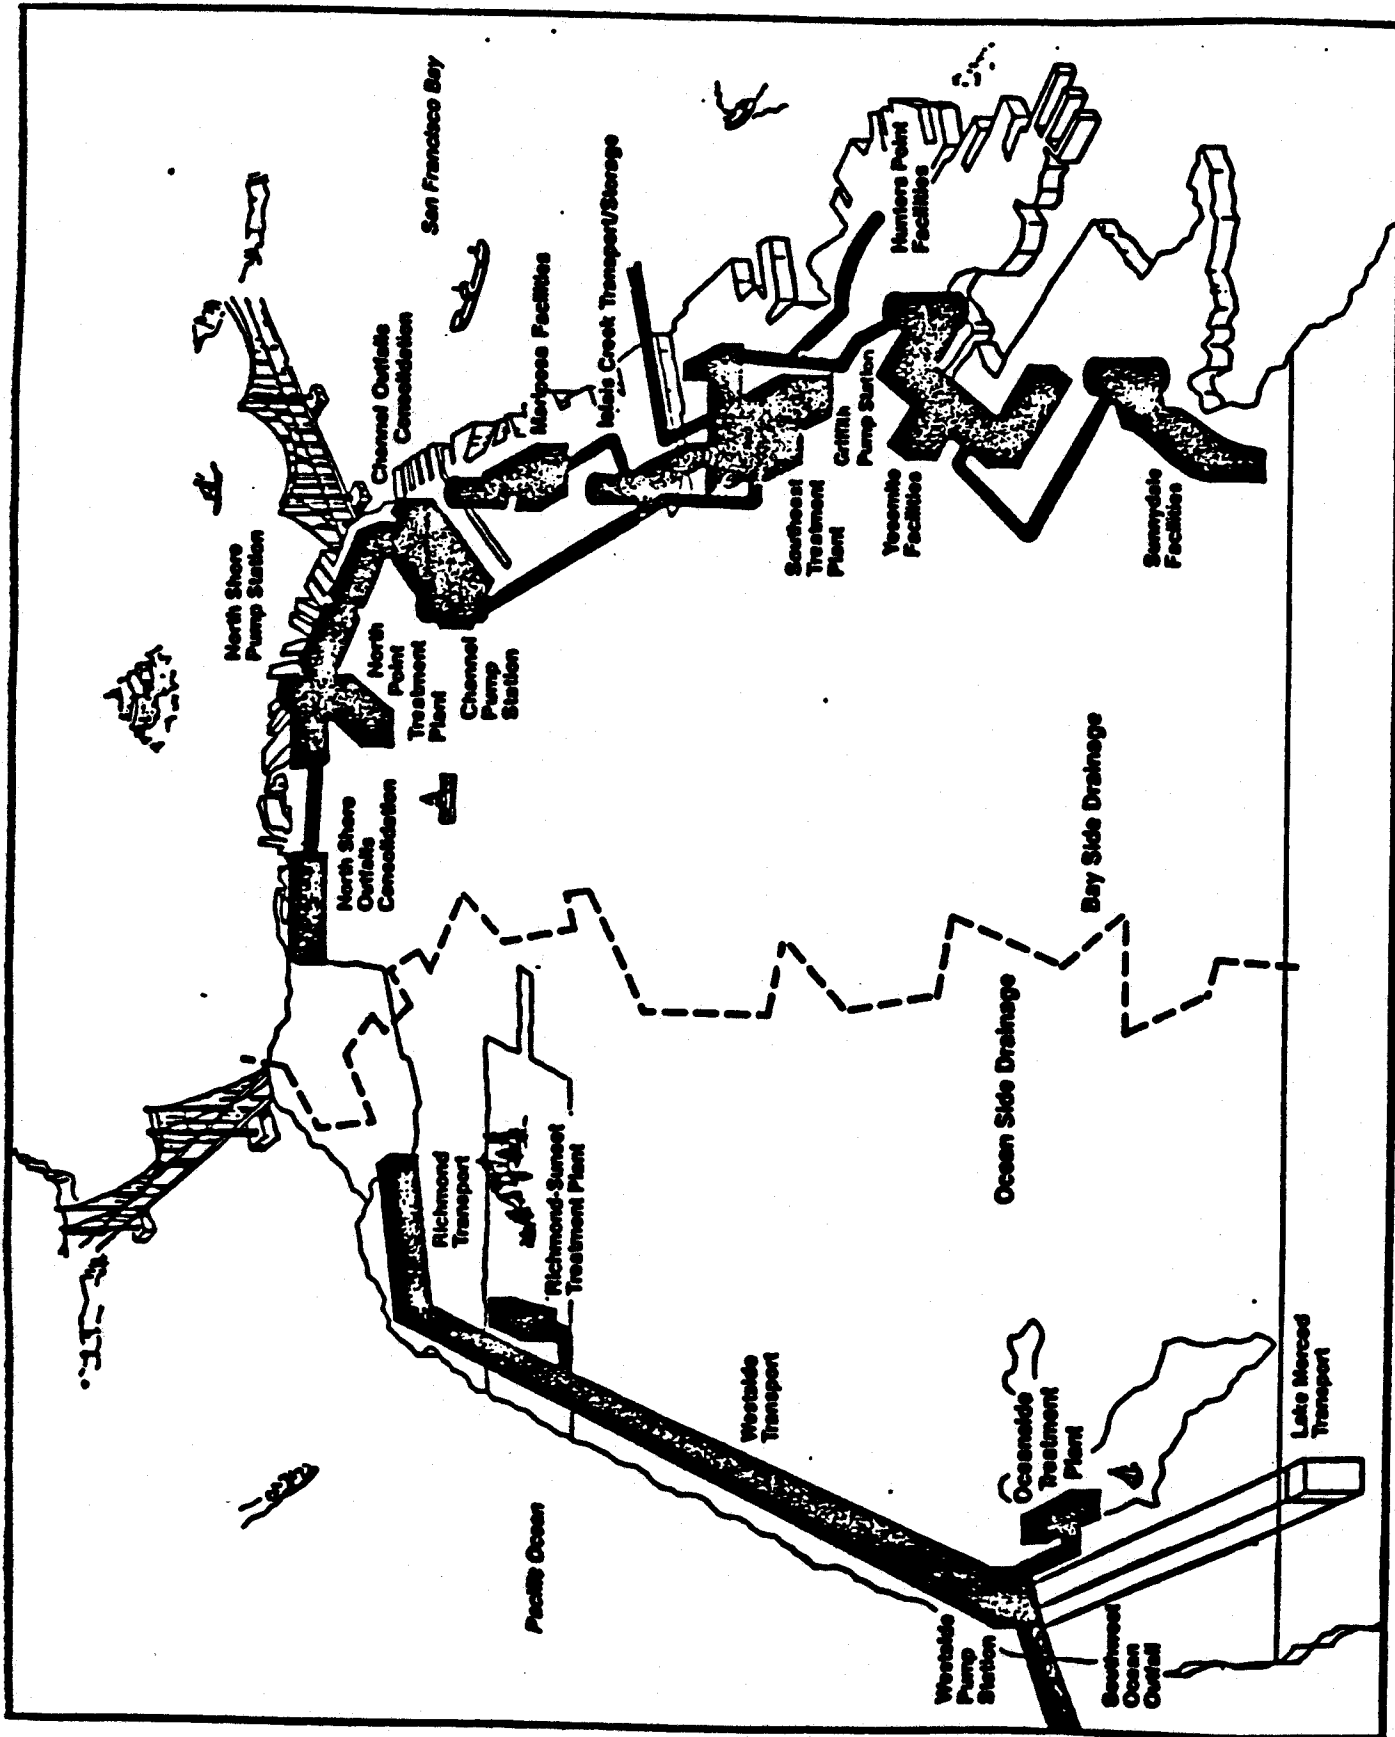 San Francisco Bay
North Shore
Pump Station
Channel Outfalls
Consolidation
Mariposa Facilities
Islais Creek Transport/Storage
Hunters Point
Facilities
North
Point
Treatment
Plant
Channel
Pump
Station
North Shore
Outfalls
Consolidation
Griffith
Pump Station
Southeast
Treatment
Plant
Yosemite
Facilities
Sunnydale
Facilities
Bay Side Drainage
Ocean Side Drainage
Richmond
Transport
Richmond-Sunset
Treatment Plant
Pacific Ocean
Westside
Transport
Oceanside
Treatment
Plant
Lake Merced
Transport
Westside
Pump
Station
Southwest
Ocean
Outfall